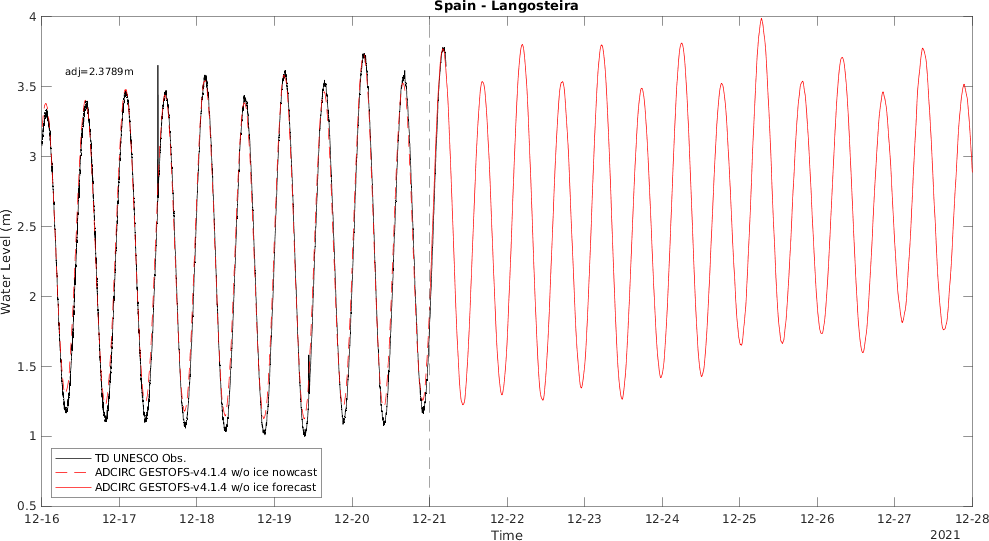 Spain - Langosteira
adj=2.3789m
4
3.5
3
2.5
2
1.5
1
0.5
Water Level (m)
TD UNESCO Obs.
ADCIRC GESTOFS-v4.1.4 w/o ice nowcast
ADCIRC GESTOFS-v4.1.4 w/o ice forecast
12-16 12-17 12-18 12-19 12-20 12-21 12-22 12-23 12-24 12-25 12-26 12-27 12-28
Time
2021